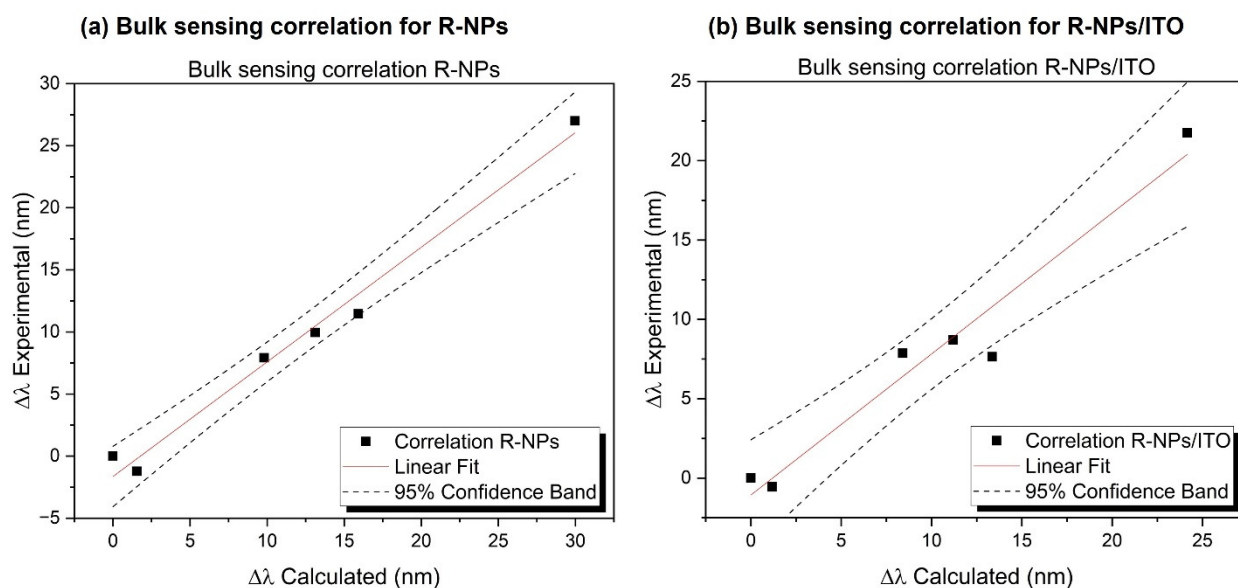 (a) Bulk sensing correlation for R-NPs
Bulk sensing correlation R-NPs
Δλ Experimental (nm)
30
25
20
15
10
5
0
−5
Correlation R-NPs
Linear Fit
95% Confidence Band
0 5 10 15 20 25 30
Δλ Calculated (nm)
(b) Bulk sensing correlation for R-NPs/ITO
Bulk sensing correlation R-NPs/ITO
Δλ Experimental (nm)
25
20
15
10
5
0
Correlation R-NPs/ITO
Linear Fit
95% Confidence Band
0 5 10 15 20 25
Δλ Calculated (nm)